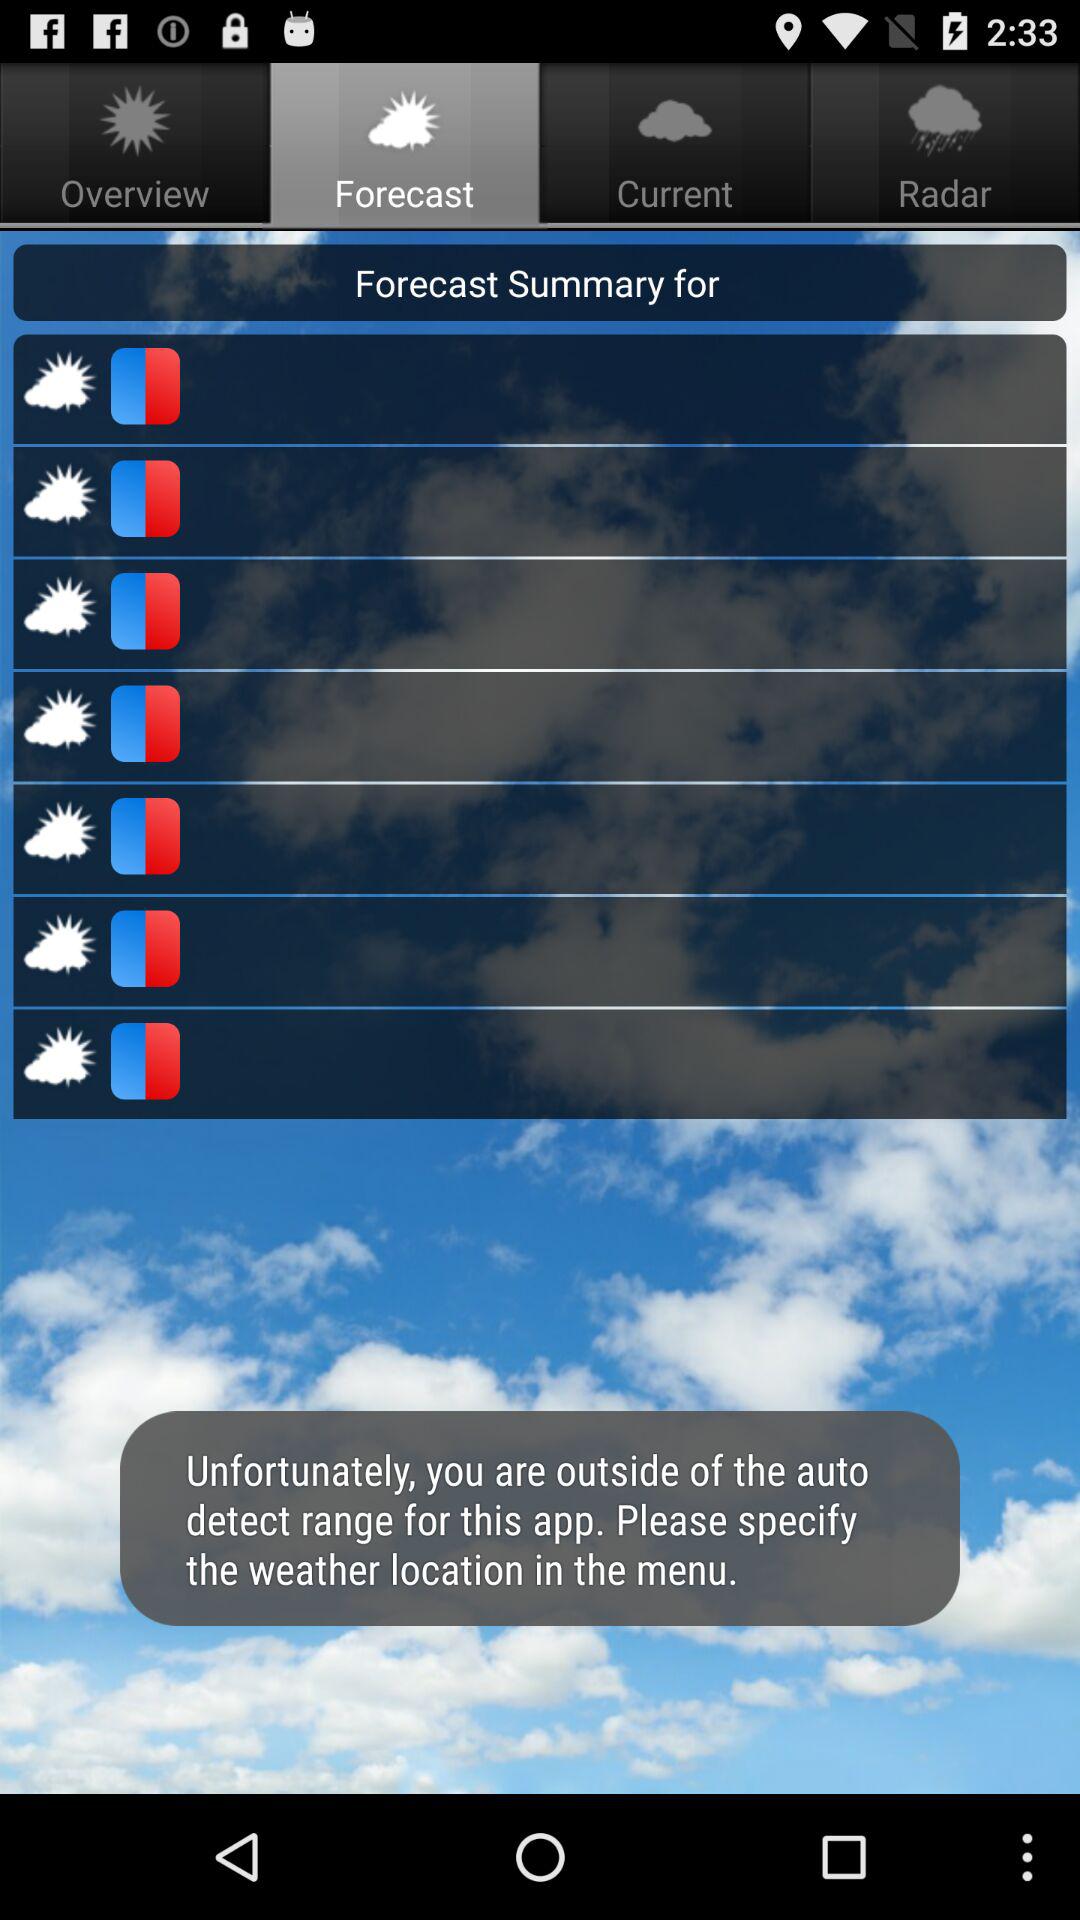 2:33
Overview
Forecast
Current
Radar
Forecast Summary for
Unfortunately, you are outside of the auto
detect range for this app. Please specify
the weather location in the menu.